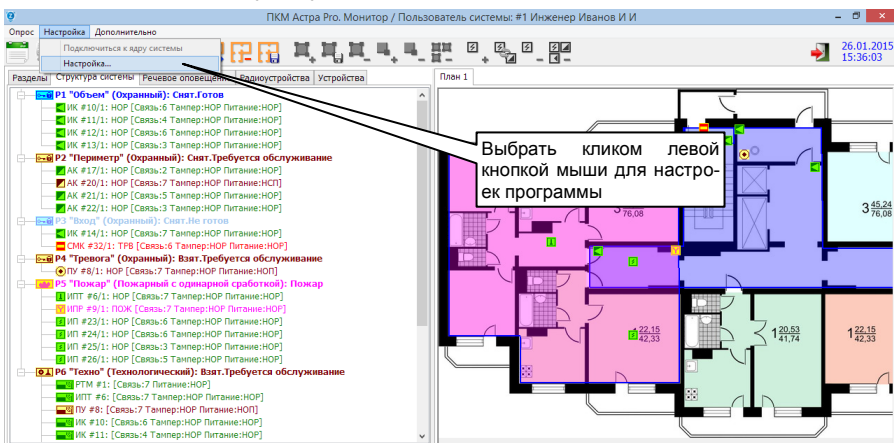 ПКМ Астра Pro. Монитор / Пользователь системы: #1 Инженер Иванов И И
Опрос Настройка Дополнительно
Подключиться к ядру системы
Настройка...
26.01.2015
15:36:03
Разделы Структура системы Речевое оповещение Радиоустройства Устройства
План 1
Р1 "Объем" (Охранный): Снят.Готов
ИК #10/1: НОР [Связь:6 Тампер:НОР Питание:НОР]
ИК #11/1: НОР [Связь:4 Тампер:НОР Питание:НОР]
ИК #12/1: НОР [Связь:6 Тампер:НОР Питание:НОР]
ИК #13/1: НОР [Связь:3 Тампер:НОР Питание:НОР]
Р2 "Периметр" (Охранный): Снят.Требуется обслуживание
АК #17/1: НОР [Связь:2 Тампер:НОР Питание:НОР]
АК #20/1: НОР [Связь:7 Тампер:НОР Питание:НСП]
АК #21/1: НОР [Связь:5 Тампер:НОР Питание:НОР]
АК #22/1: НОР [Связь:3 Тампер:НОР Питание:НОР]
Р3 "Вход" (Охранный): Снят.Не готов
ИК #14/1: НОР [Связь:7 Тампер:НОР Питание:НОР]
СМК #32/1: ТРВ [Связь:6 Тампер:НОР Питание:НОР]
Р4 "Тревога" (Охранный): Взят.Требуется обслуживание
ПУ #8/1: НОР [Связь:7 Тампер:НОР Питание:НОП]
Р5 "Пожар" (Пожарный с одинарной сработкой): Пожар
ИПТ #6/1: НОР [Связь:7 Тампер:НОР Питание:НОР]
ИПР #9/1: ПОЖ [Связь:7 Тампер:НОР Питание:НОР]
ИП #23/1: НОР [Связь:6 Тампер:НОР Питание:НОР]
ИП #24/1: НОР [Связь:6 Тампер:НОР Питание:НОР]
ИП #25/1: НОР [Связь:3 Тампер:НОР Питание:НОР]
ИП #26/1: НОР [Связь:5 Тампер:НОР Питание:НОР]
Р6 "Техно" (Технологический): Взят.Требуется обслуживание
РТМ #1: [Связь:7 Питание:НОР]
ИПТ #6: [Связь:7 Тампер:НОР Питание:НОР]
ПУ #8: [Связь:7 Тампер:НОР Питание:НОП]
ИК #10: [Связь:6 Тампер:НОР Питание:НОР]
ИК #11: [Связь:4 Тампер:НОР Питание:НОР]
Выбрать кликом левой
кнопкой мыши для настро-
ек программы
76,08
3 45,24
76,08
22,15
42,33
1 20,53
41,74
1 22,15
42,33